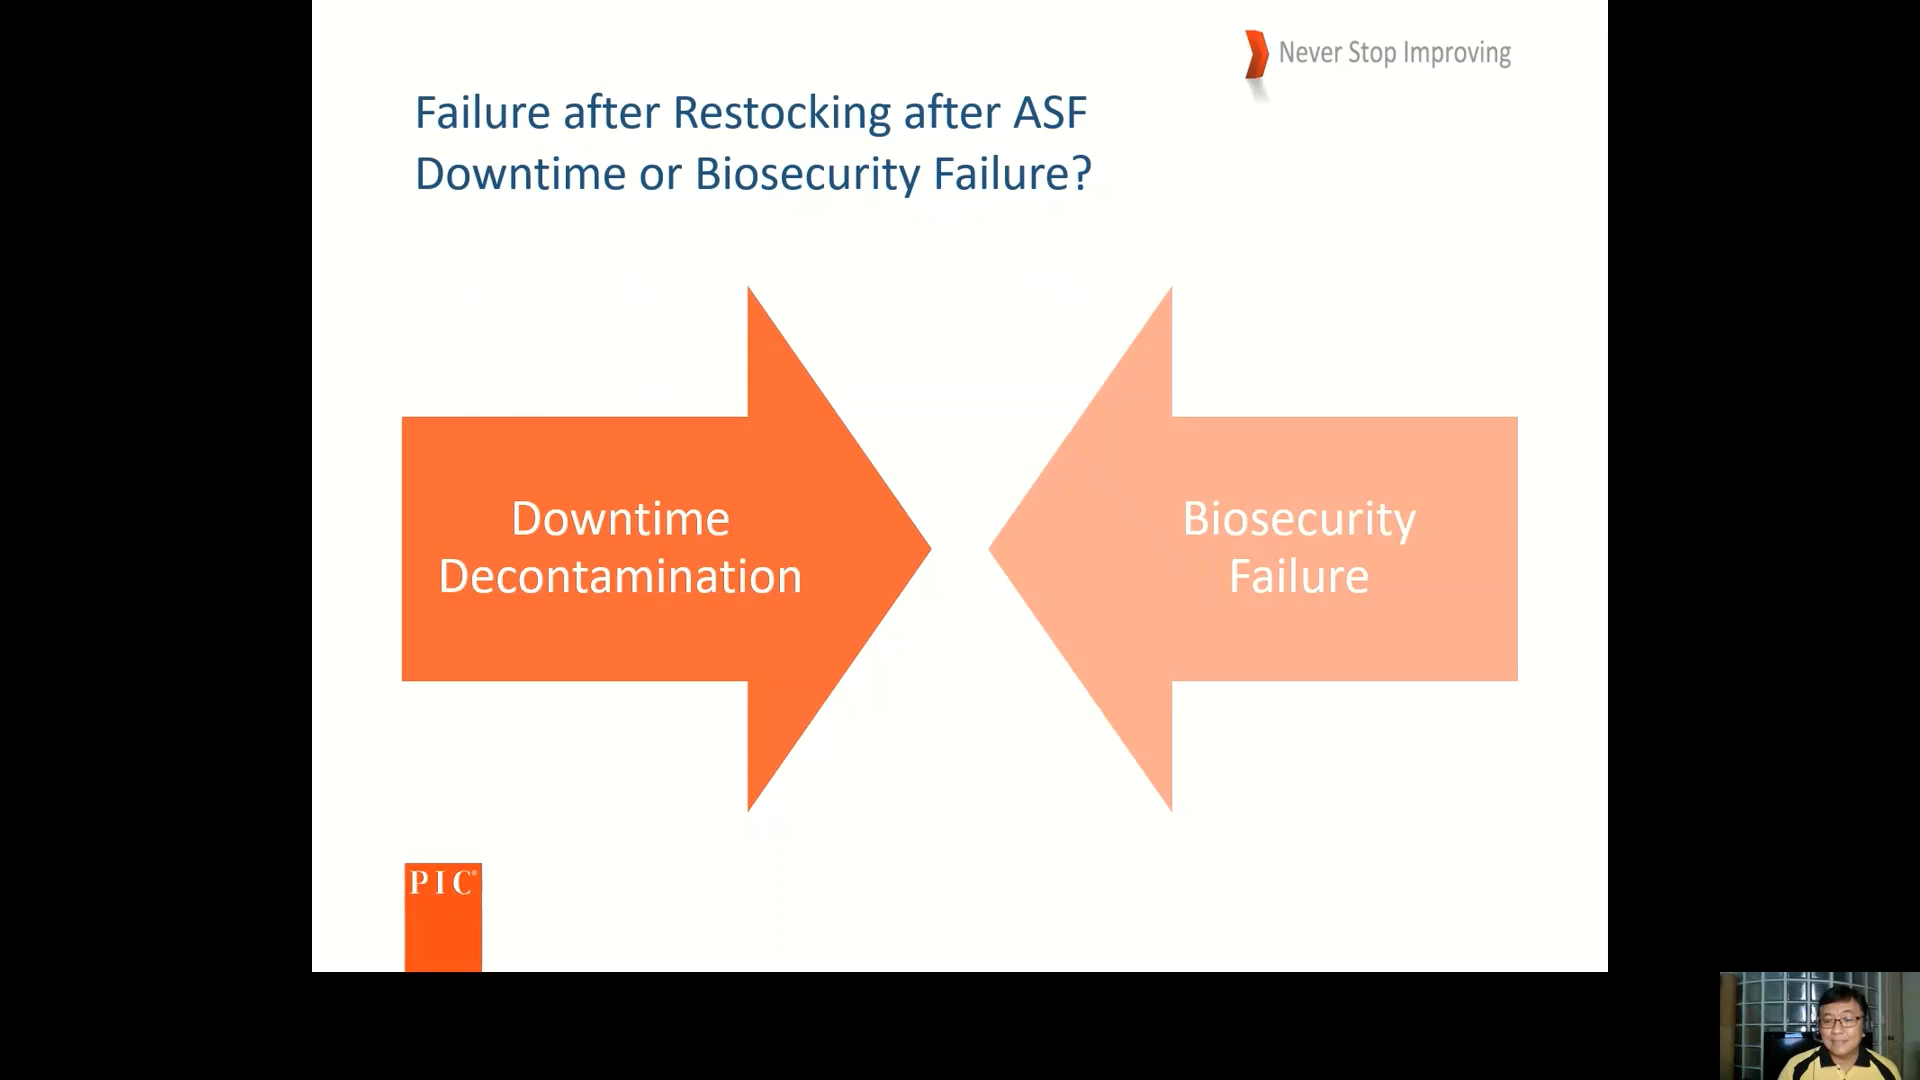 Never Stop Improving
Failure after Restocking after ASF
Downtime or Biosecurity Failure?
Downtime
Decontamination
Biosecurity
Failure
PIC®